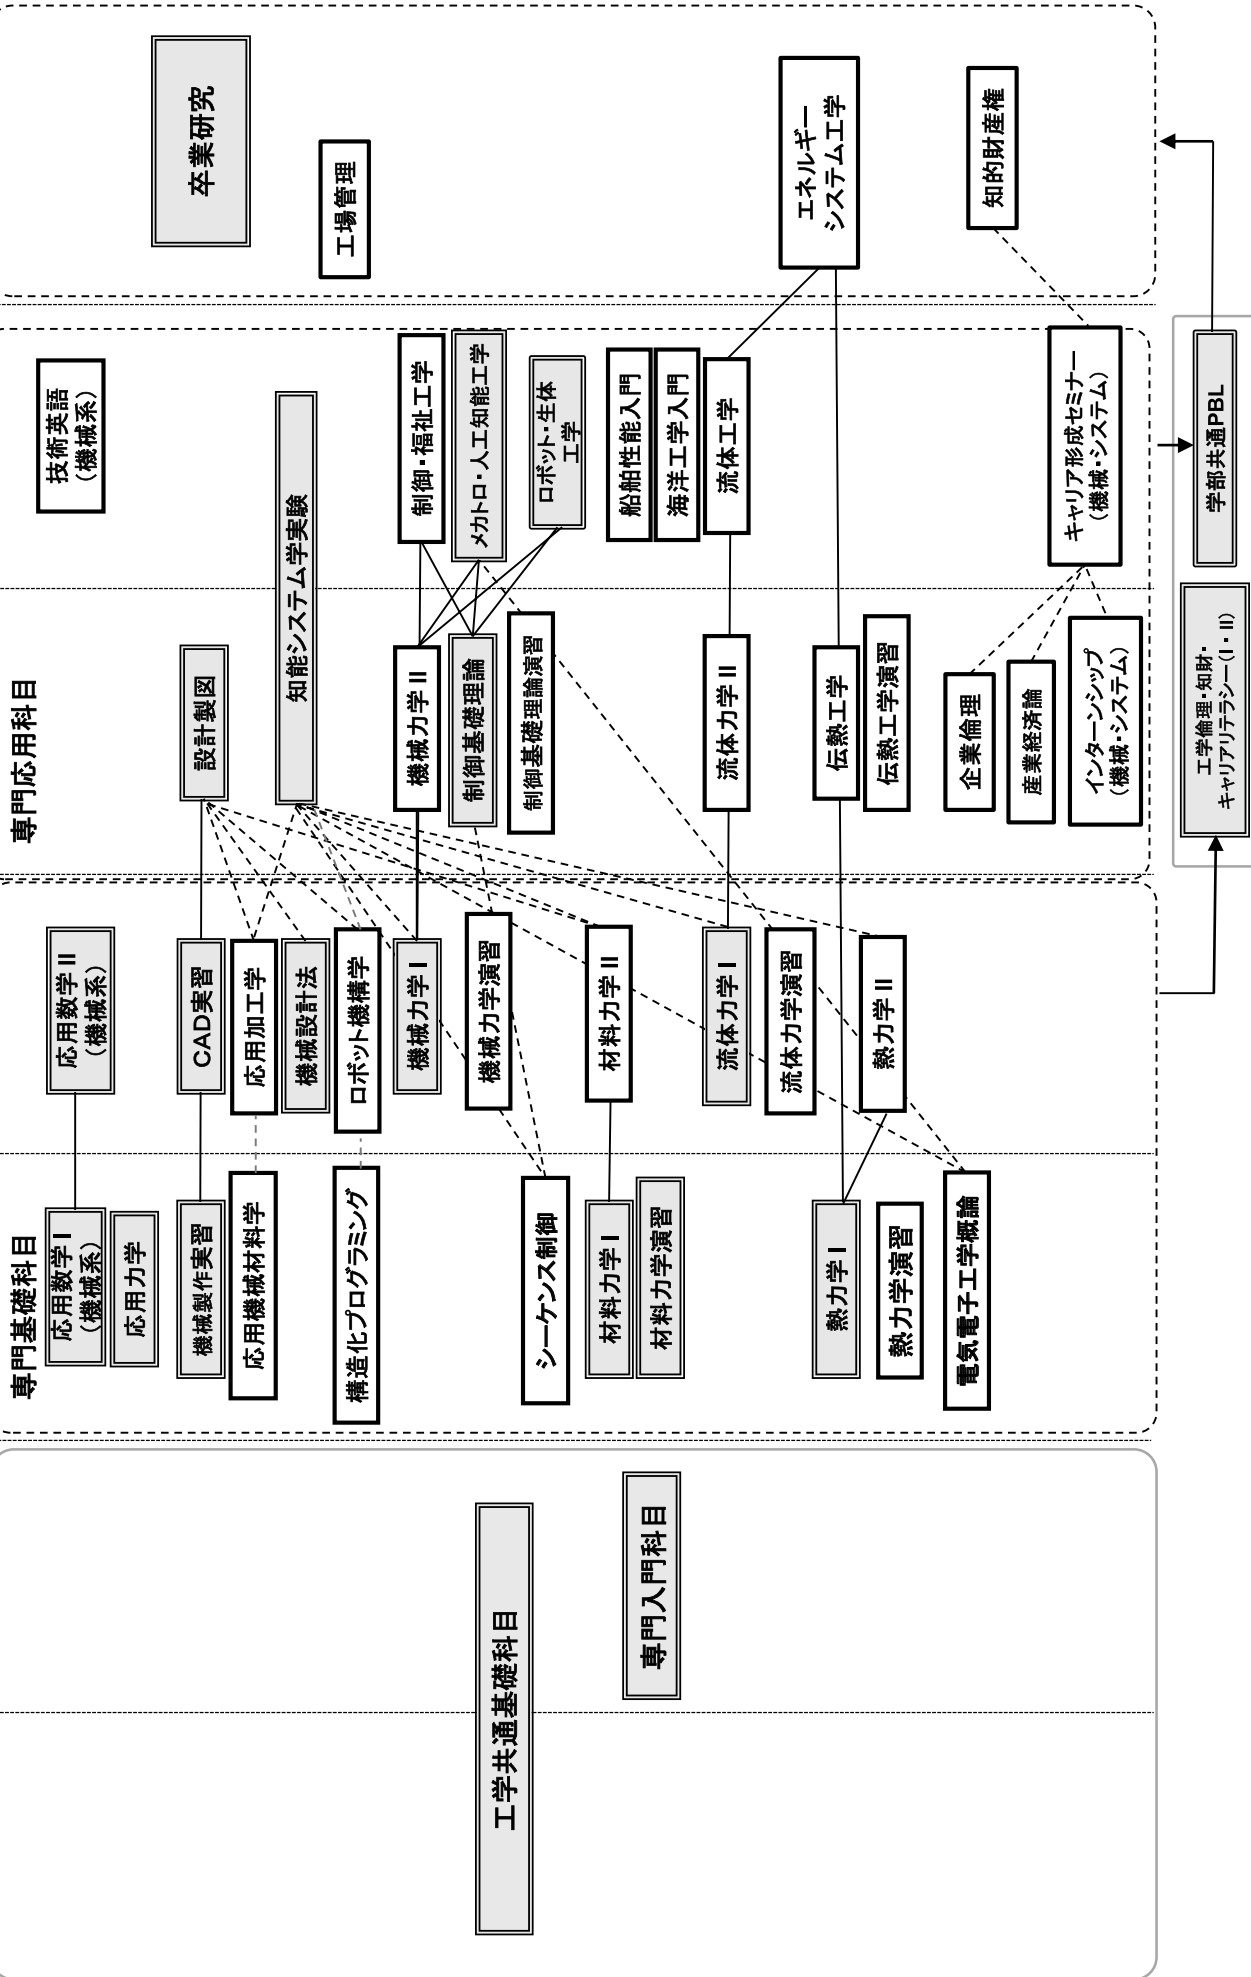 専門基礎科目
応用数学Ⅰ
（機械系）
応用力学
機械製作実習
応用機械材料学
構造化プログラミング
シーケンス制御
材料力学Ⅰ
材料力学演習
熱力学Ⅰ
熱力学演習
電気電子工学概論
応用数学Ⅱ
（機械系）
CAD実習
応用加工学
機械設計法
ロボット機構学
機械力学Ⅰ
機械力学演習
材料力学Ⅱ
流体力学Ⅰ
流体力学演習
熱力学Ⅱ
専門応用科目
設計製図
知能システム学実験
機械力学Ⅱ
制御基礎理論
制御基礎理論演習
流体力学Ⅱ
伝熱工学
伝熱工学演習
企業倫理
産業経済論
インターンシップ
（機械・システム）
工学倫理・知財・
キャリアリテラシー（Ⅰ・Ⅱ）
技術英語
（機械系）
制御・福祉工学
メカトロ・人工知能工学
ロボット・生体
工学
船舶性能入門
海洋工学入門
流体工学
キャリア形成セミナー
（機械・システム）
学部共通PBL
卒業研究
工場管理
エネルギー
システム工学
知的財産権
工学共通基礎科目
専門入門科目